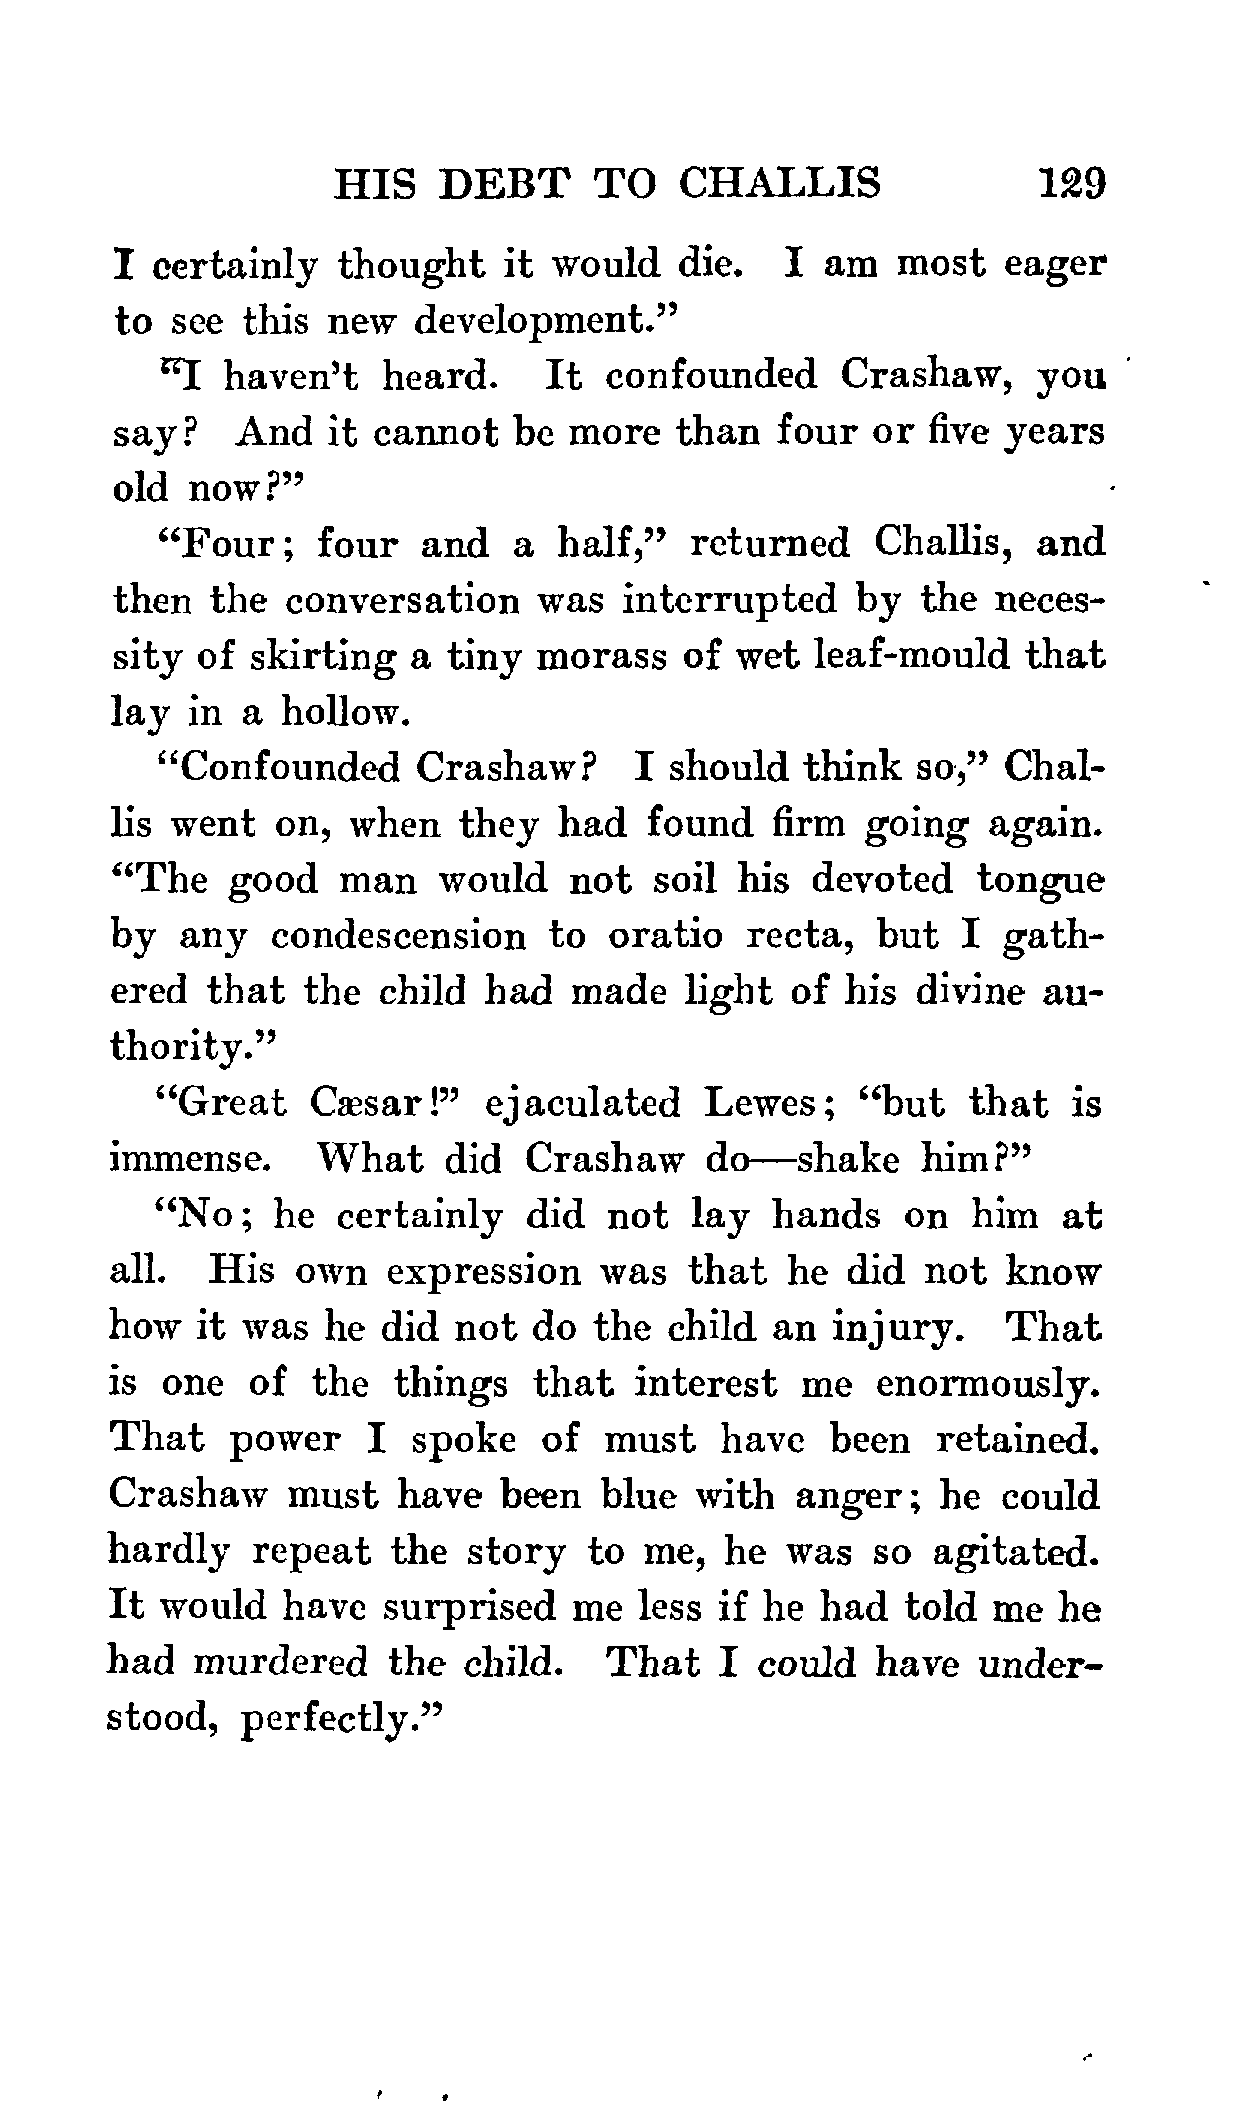 HIS DEBT TO CHALLIS 129
I certainly thought it would die. I am most eager
to see this new development."
"I haven't heard. It confounded Crashaw, you
say? And it cannot be more than four or five years
old now?"
"Four; four and a half," returned Challis, and
then the conversation was interrupted by the neces-
sity of skirting a tiny morass of wet leaf-mould that
lay in a hollow.
"Confounded Crashaw? I should think so," Chal-
lis went on, when they had found firm going again.
"The good man would not soil his devoted tongue
by any condescension to oratio recta, but I gath-
ered that the child had made light of his divine au-
thority."
"Great Cæsar!" ejaculated Lewes; "but that is
immense. What did Crashaw do—shake him?"
"No; he certainly did not lay hands on him at
all. His own expression was that he did not know
how it was he did not do the child an injury. That
is one of the things that interest me enormously.
That power I spoke of must have been retained.
Crashaw must have been blue with anger; he could
hardly repeat the story to me, he was so agitated.
It would have surprised me less if he had told me he
had murdered the child. That I could have under-
stood, perfectly."